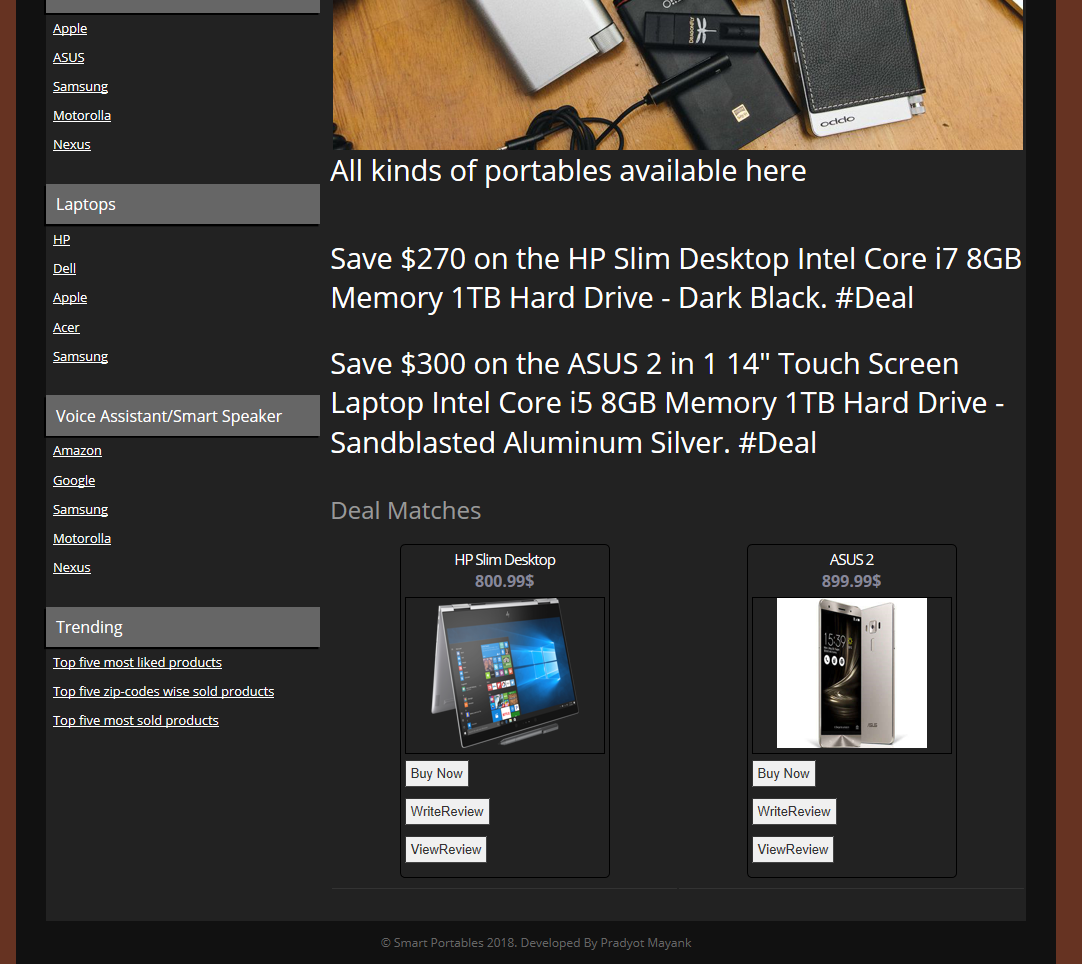 Apple
ASUS
Samsung
Motorolla
Nexus
Laptops
HP
Dell
Apple
Acer
Samsung
Voice Assistant/Smart Speaker
Amazon
Google
Samsung
Motorolla
Nexus
Trending
Top five most liked products
Top five zip-codes wise sold products
Top five most sold products
oppo
All kinds of portables available here
Save $270 on the HP Slim Desktop Intel Core i7 8GB
Memory 1TB Hard Drive - Dark Black. #Deal
Save $300 on the ASUS 2 in 1 14" Touch Screen
Laptop Intel Core i5 8GB Memory 1TB Hard Drive -
Sandblasted Aluminum Silver. #Deal
Deal Matches
HP Slim Desktop
800.99$
Buy Now
WriteReview
ViewReview
ASUS 2
899.99$
15:39
Buy Now
WriteReview
ViewReview
© Smart Portables 2018. Developed By Pradyot Mayank